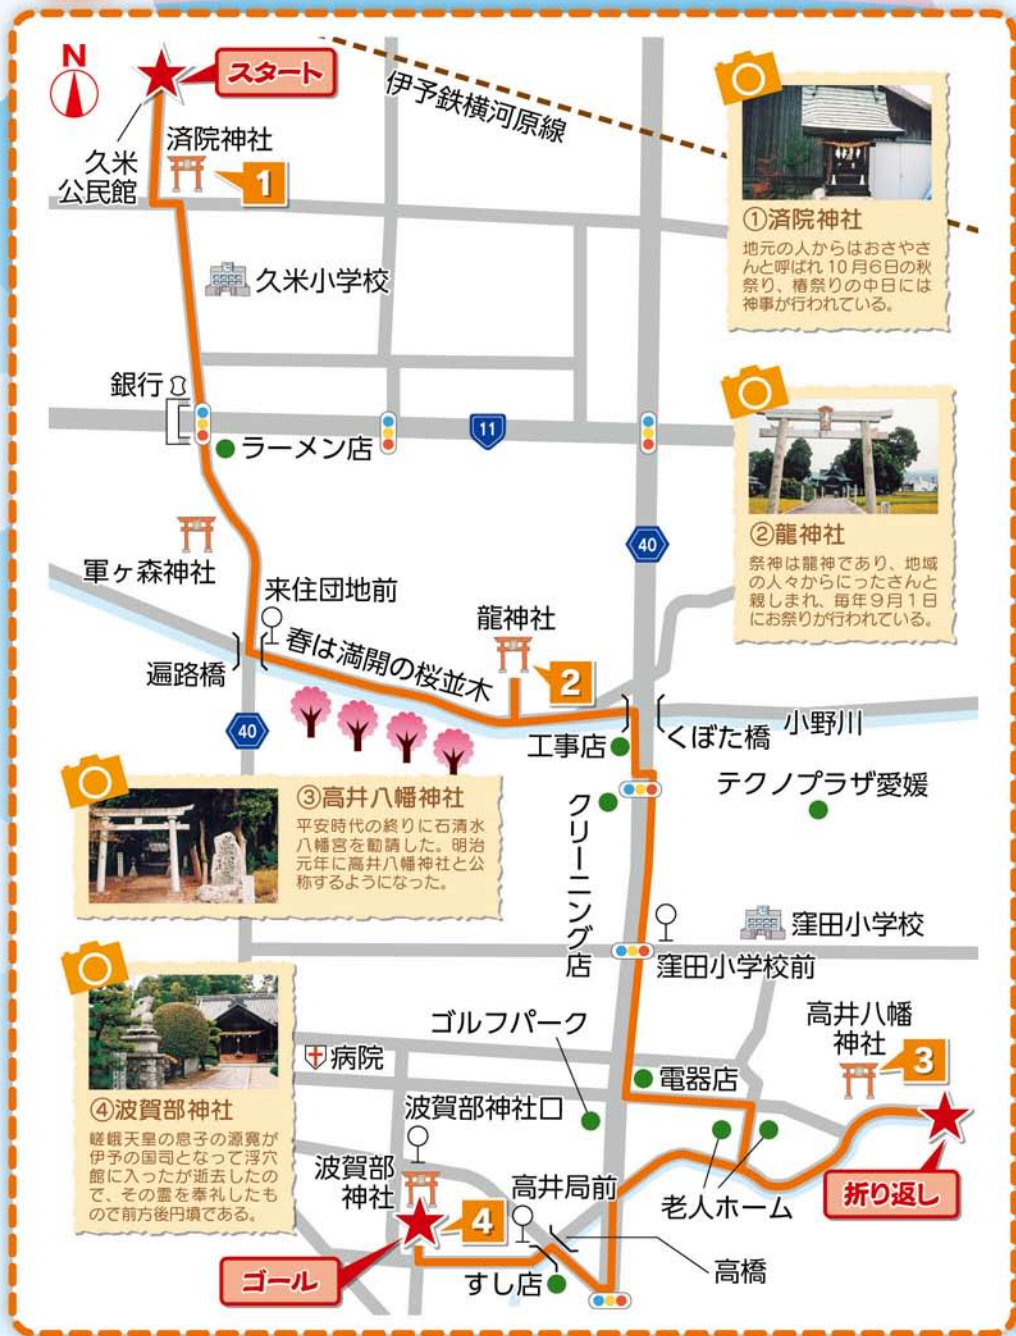 N
スタート
伊予鉄横河原線
久米
公民館
済院神社
1
①済院神社
地元の人からはおさやさ
んと呼ばれ10月6日の秋
祭り、椿祭りの中日には
神事が行われている。
久米小学校
銀行
ラーメン店
11
②龍神社
祭神は龍神であり、地域
の人々からにったさんと
親しまれ、毎年9月1日
にお祭りが行われている。
40
軍ヶ森神社
来住団地前
龍神社
2
春は満開の桜並木
遍路橋
40
工事店
くぼた橋
小野川
テクノプラザ愛媛
クリーニング店
③高井八幡神社
平安時代の終りに石清水
八幡宮を勧請した。明治
元年に高井八幡神社と公
称するようになった。
窪田小学校
窪田小学校前
④波賀部神社
嵯峨天皇の息子の源寛が
伊予の国司となって浮穴
館に入ったが逝去したの
で、その霊を奉礼したも
ので前方後円墳である。
ゴルフパーク
高井八幡
神社
3
病院
電器店
波賀部神社口
波賀部
神社
高井局前
老人ホーム
折り返し
4
ゴール
すし店
高橋